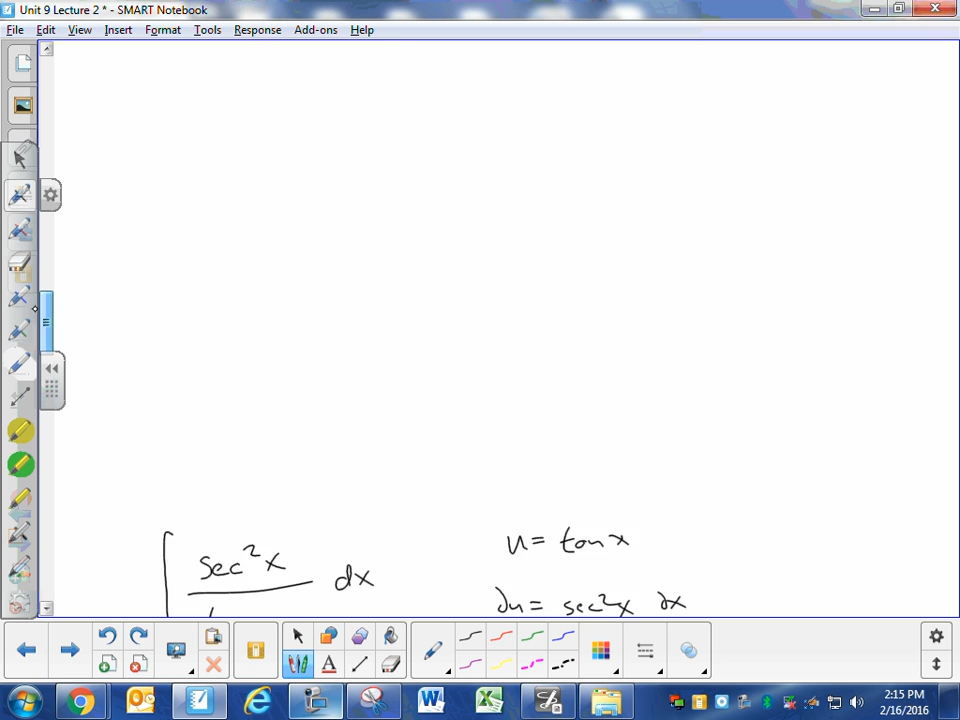 Unit 9 Lecture 2 * - SMART Notebook
File Edit View Insert Format Tools Response Add-ons Help
u = tan x
sec²x
dx
du = sec²x dx
2:15 PM
2/16/2016